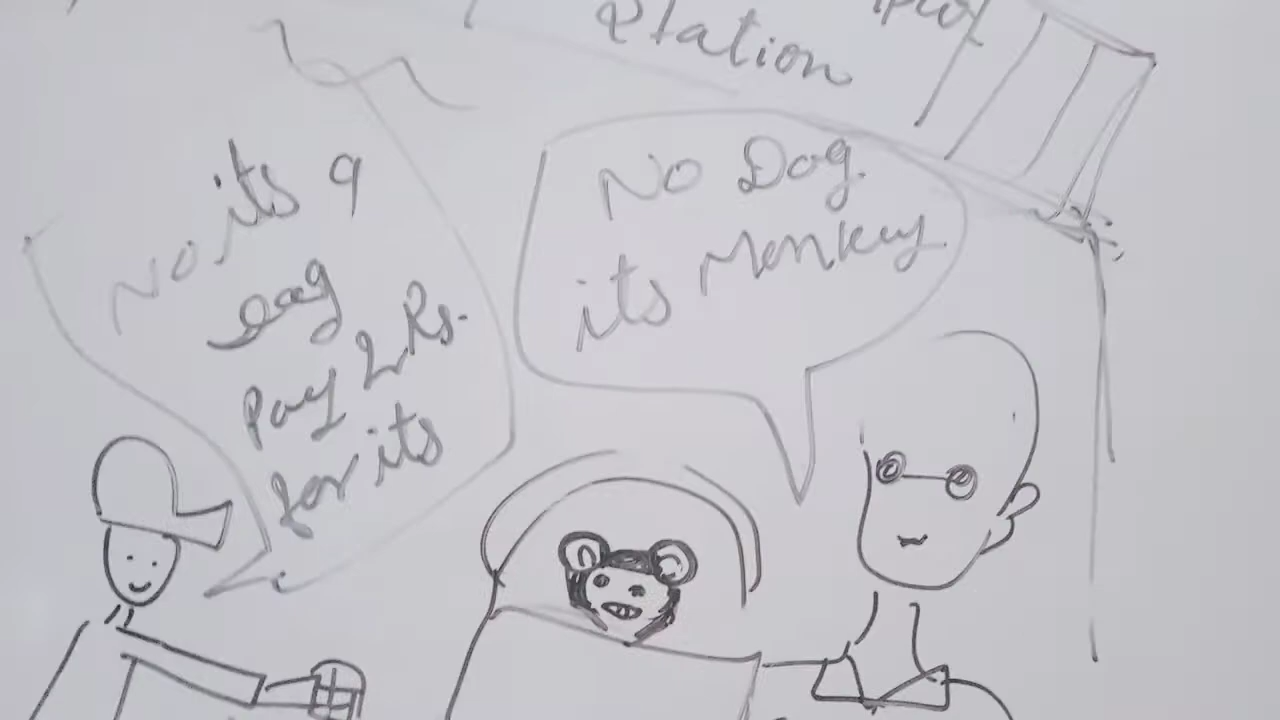 Station
No its a
Dog
Pay 2 Rs.
for its
No Dog
its Monkey